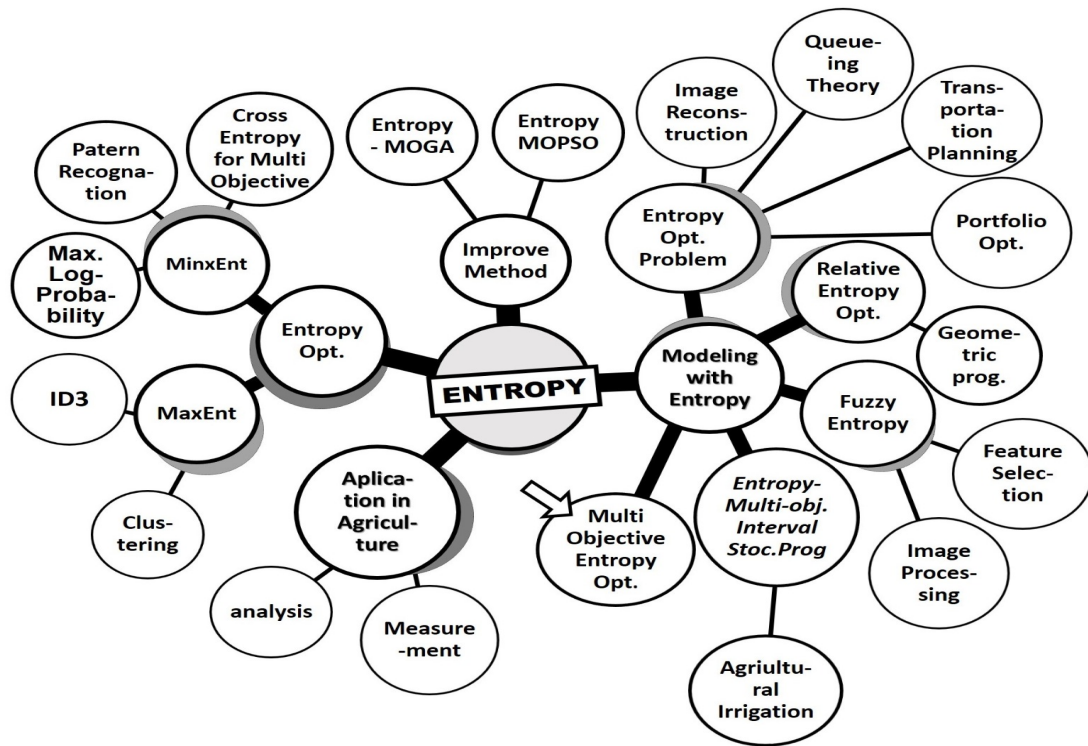 Queue-
ing
Theory
Image
Recons-
truction
Trans-
portation
Planning
Cross
Entropy
for Multi
Objective
Entropy
- MOGA
Entropy
MOPSO
Patern
Recogna-
tion
Entropy
Opt.
Problem
Portfolio
Opt.
MinxEnt
Improve
Method
Max.
Log-
Proba-
bility
Relative
Entropy
Opt.
Entropy
Opt.
Geome-
tric
prog.
Modeling
with
Entropy
ENTROPY
ID3
MaxEnt
Fuzzy
Entropy
Feature
Selec-
tion
Aplica-
tion in
Agricul-
ture
Entropy-
Multi-obj.
Interval
Stoc.Prog
Multi
Objective
Entropy
Opt.
Clus-
tering
Image
Proces-
sing
analysis
Measure
-ment
Agriultu-
ral
Irrigation